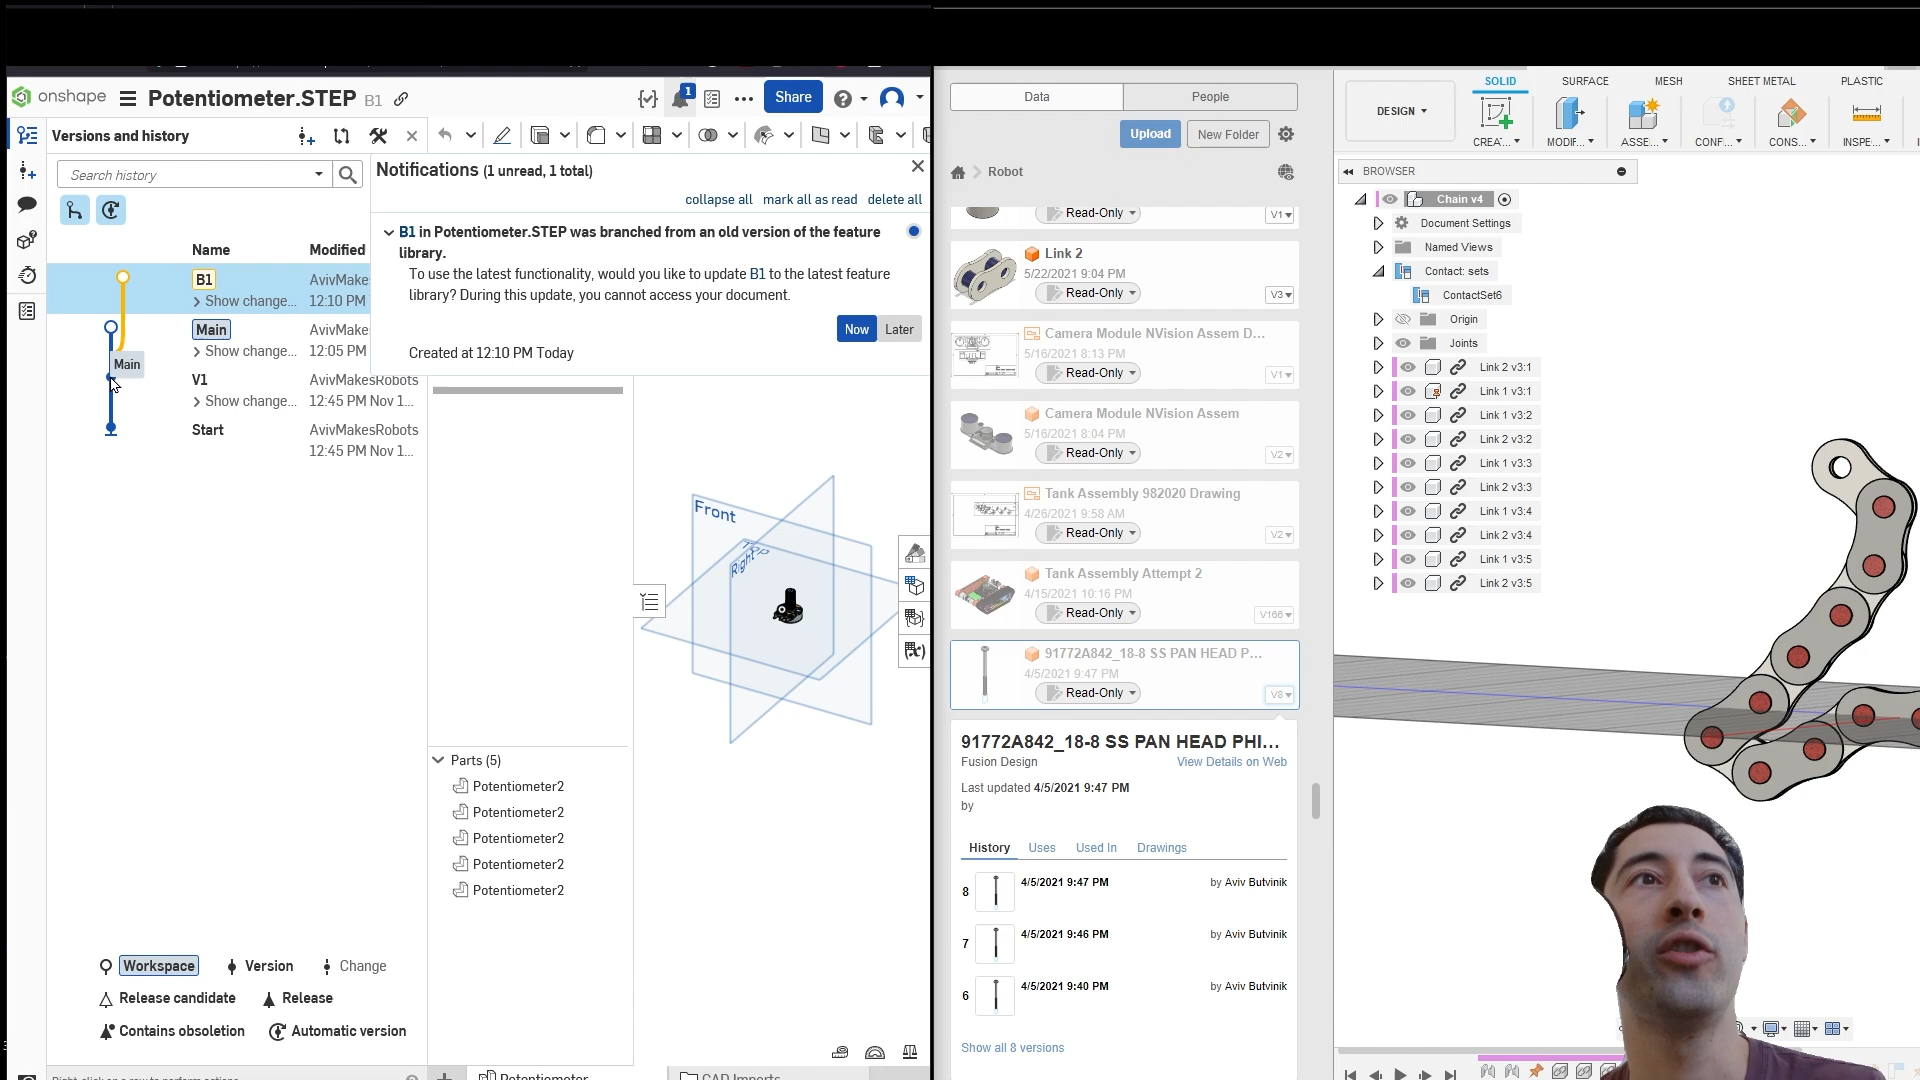 onshape Potentiometer.STEP B1
1
Share
Versions and history
Search history
Name Modified
B1 AvivMake
Show change... 12:10 PM
Main AvivMake
Show change... 12:05 PM
Main
V1 AvivMakesRobots
Show change... 12:45 PM Nov 1...
Start AvivMakesRobots
12:45 PM Nov 1...
Notifications (1 unread, 1 total)
collapse all mark all as read delete all
B1 in Potentiometer.STEP was branched from an old version of the feature
library.
To use the latest functionality, would you like to update B1 to the latest feature
library? During this update, you cannot access your document.
Now Later
Created at 12:10 PM Today
Front
Top
Right
Parts (5)
Potentiometer2
Potentiometer2
Potentiometer2
Potentiometer2
Potentiometer2
Workspace Version Change
Release candidate Release
Contains obsoletion Automatic version
Right-click on a row to perform actions
Potentiometer CAD Imports
Data People
Upload New Folder
Robot
Read-Only V1
Link 2
5/22/2021 9:04 PM
Read-Only V3
Camera Module NVision Assem D...
5/16/2021 8:13 PM
Read-Only V1
Camera Module NVision Assem
5/16/2021 8:04 PM
Read-Only V2
Tank Assembly 982020 Drawing
4/26/2021 9:58 AM
Read-Only V2
Tank Assembly Attempt 2
4/15/2021 10:16 PM
Read-Only V166
91772A842_18-8 SS PAN HEAD P...
4/5/2021 9:47 PM
Read-Only V8
91772A842_18-8 SS PAN HEAD PHI...
Fusion Design View Details on Web
Last updated 4/5/2021 9:47 PM
by
History Uses Used In Drawings
8 4/5/2021 9:47 PM by Aviv Butvinik
7 4/5/2021 9:46 PM by Aviv Butvinik
6 4/5/2021 9:40 PM by Aviv Butvinik
Show all 8 versions
SOLID SURFACE MESH SHEET METAL PLASTIC
DESIGN
CREA... MODIF... ASSE... CONF... CONS... INSPE...
BROWSER
Chain v4
Document Settings
Named Views
Contact: sets
ContactSet6
Origin
Joints
Link 2 v3:1
Link 1 v3:1
Link 1 v3:2
Link 2 v3:2
Link 1 v3:3
Link 2 v3:3
Link 1 v3:4
Link 2 v3:4
Link 1 v3:5
Link 2 v3:5